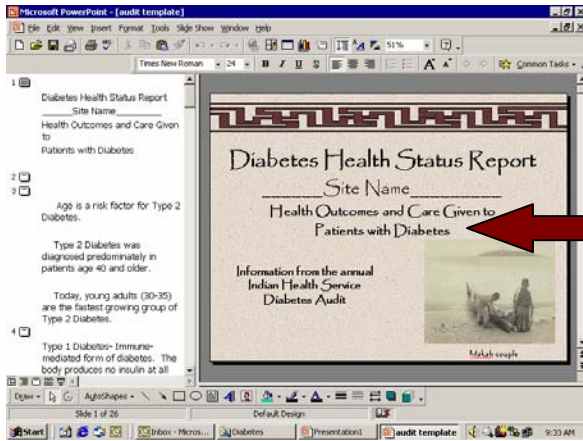 Microsoft PowerPoint - [audit template]
File Edit View Insert Format Tools Slide Show Window Help
51%
Times New Roman 24 B I U S A A Common Tasks
1
Diabetes Health Status Report
______Site Name________
Health Outcomes and Care Given
to
Patients with Diabetes
2
3
Age is a risk factor for Type 2
Diabetes.
Type 2 Diabetes was
diagnosed predominately in
patients age 40 and older.
Today, young adults (30-35)
are the fastest growing group of
Type 2 Diabetes.
4
Type 1 Diabetes- Immune-
mediated form of diabetes. The
body produces no insulin at all
Diabetes Health Status Report
_______Site Name__________
Health Outcomes and Care Given to
Patients with Diabetes
Information from the annual
Indian Health Service
Diabetes Audit
Makah couple
Draw AutoShapes
Slide 1 of 26 Default Design
Start Inbox - Micros... Diabetes Presentation1 audit template 9:33 AM